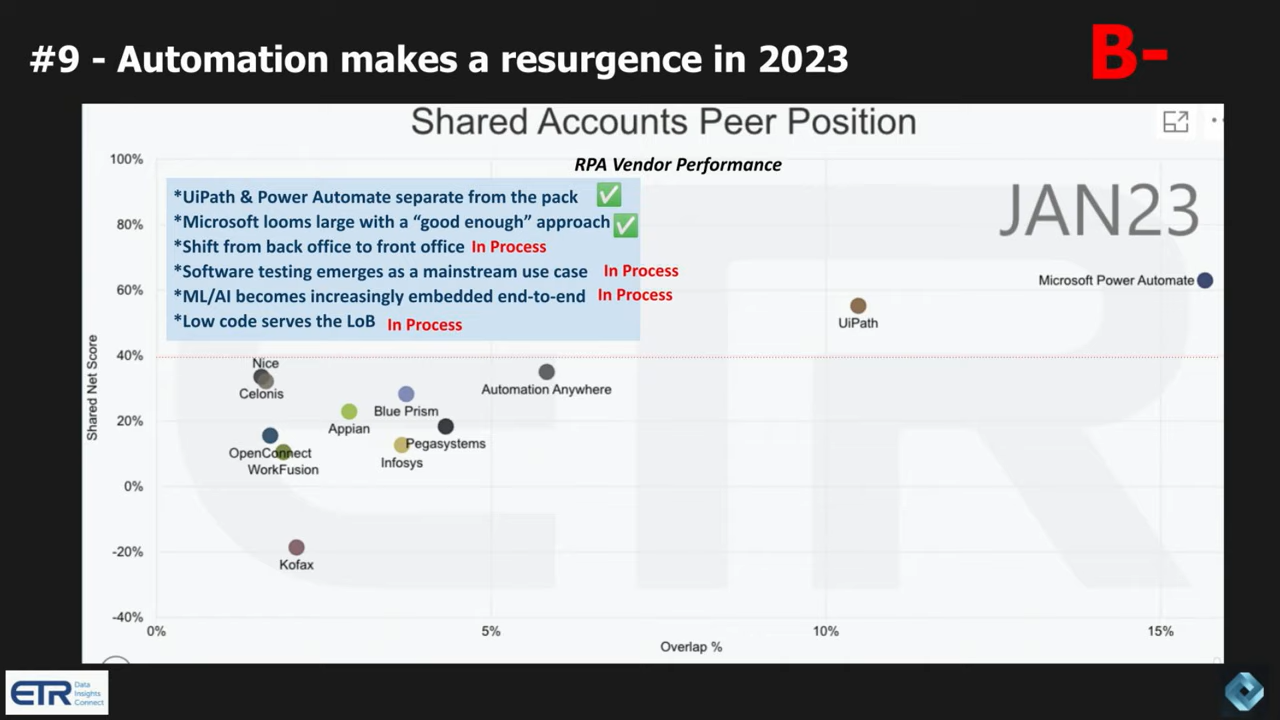 #9 - Automation makes a resurgence in 2023
B-
Shared Accounts Peer Position
RPA Vendor Performance
JAN23
*UiPath & Power Automate separate from the pack
*Microsoft looms large with a “good enough” approach
*Shift from back office to front office In Process
*Software testing emerges as a mainstream use case In Process
*ML/AI becomes increasingly embedded end-to-end In Process
*Low code serves the LoB In Process
Shared Net Score
100%
80%
60%
40%
20%
0%
-20%
-40%
Microsoft Power Automate
UiPath
Nice
Celonis
Automation Anywhere
Blue Prism
Appian
Pegasystems
OpenConnect
Infosys
WorkFusion
Kofax
0%
5%
10%
15%
Overlap %
ETR
Data
Insights
Connect
ETR